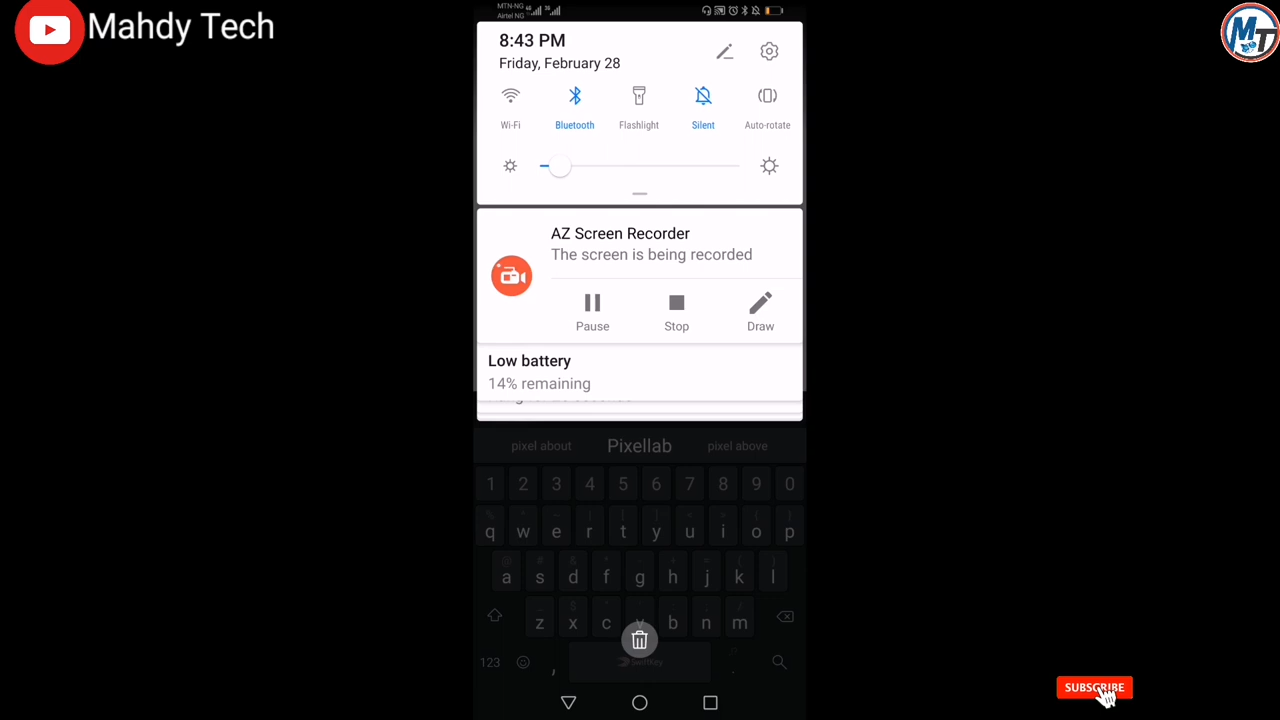 Mahdy Tech
MT
MTN-NG
Airtel NG
8:43 PM
Friday, February 28
Wi-Fi
Bluetooth
Flashlight
Silent
Auto-rotate
AZ Screen Recorder
The screen is being recorded
Pause
Stop
Draw
Low battery
14% remaining
pixel about
Pixellab
pixel above
1 2 3 4 5 6 7 8 9 0
q w e r t y u i o p
a s d f g h j k l
z x c v b n m
123
,
SwiftKey
SUBSCRIBE